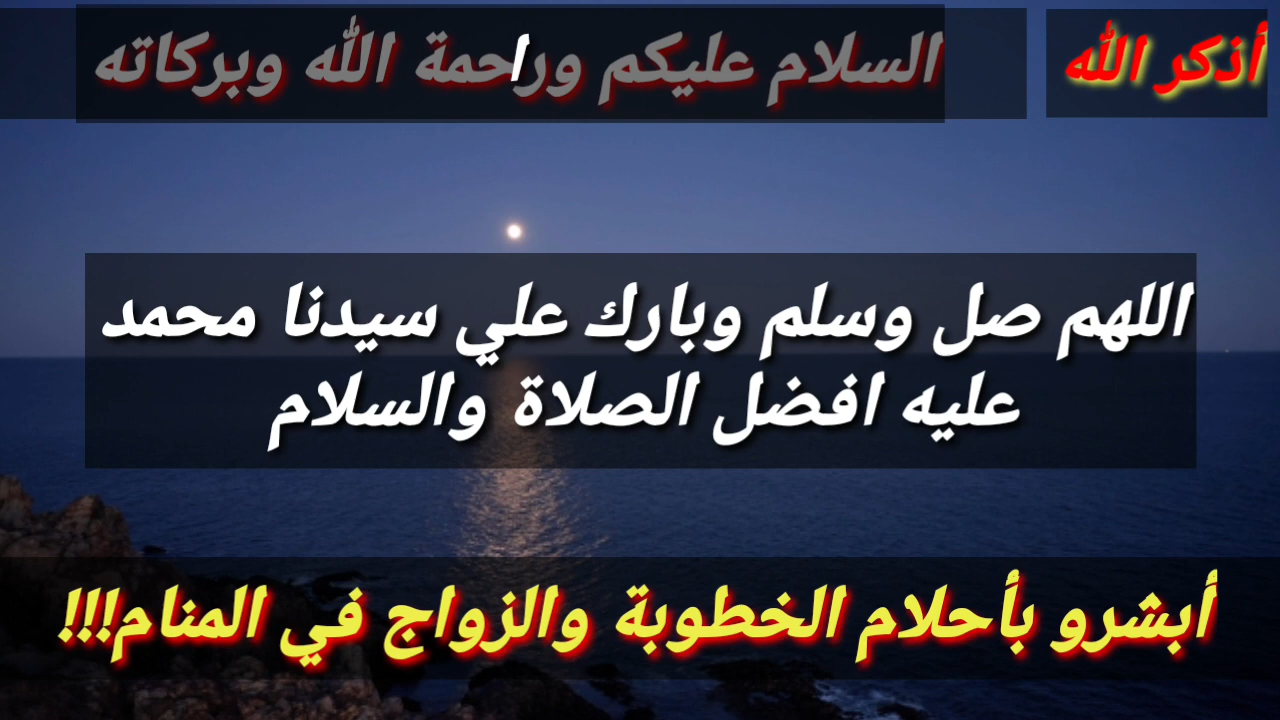 أذكر الله
السلام عليكم وراحمة الله وبركاته
ا
اللهم صل وسلم وبارك علي سيدنا محمد
عليه افضل الصلاة والسلام
أبشرو بأحلام الخطوبة والزواج في المنام!!!